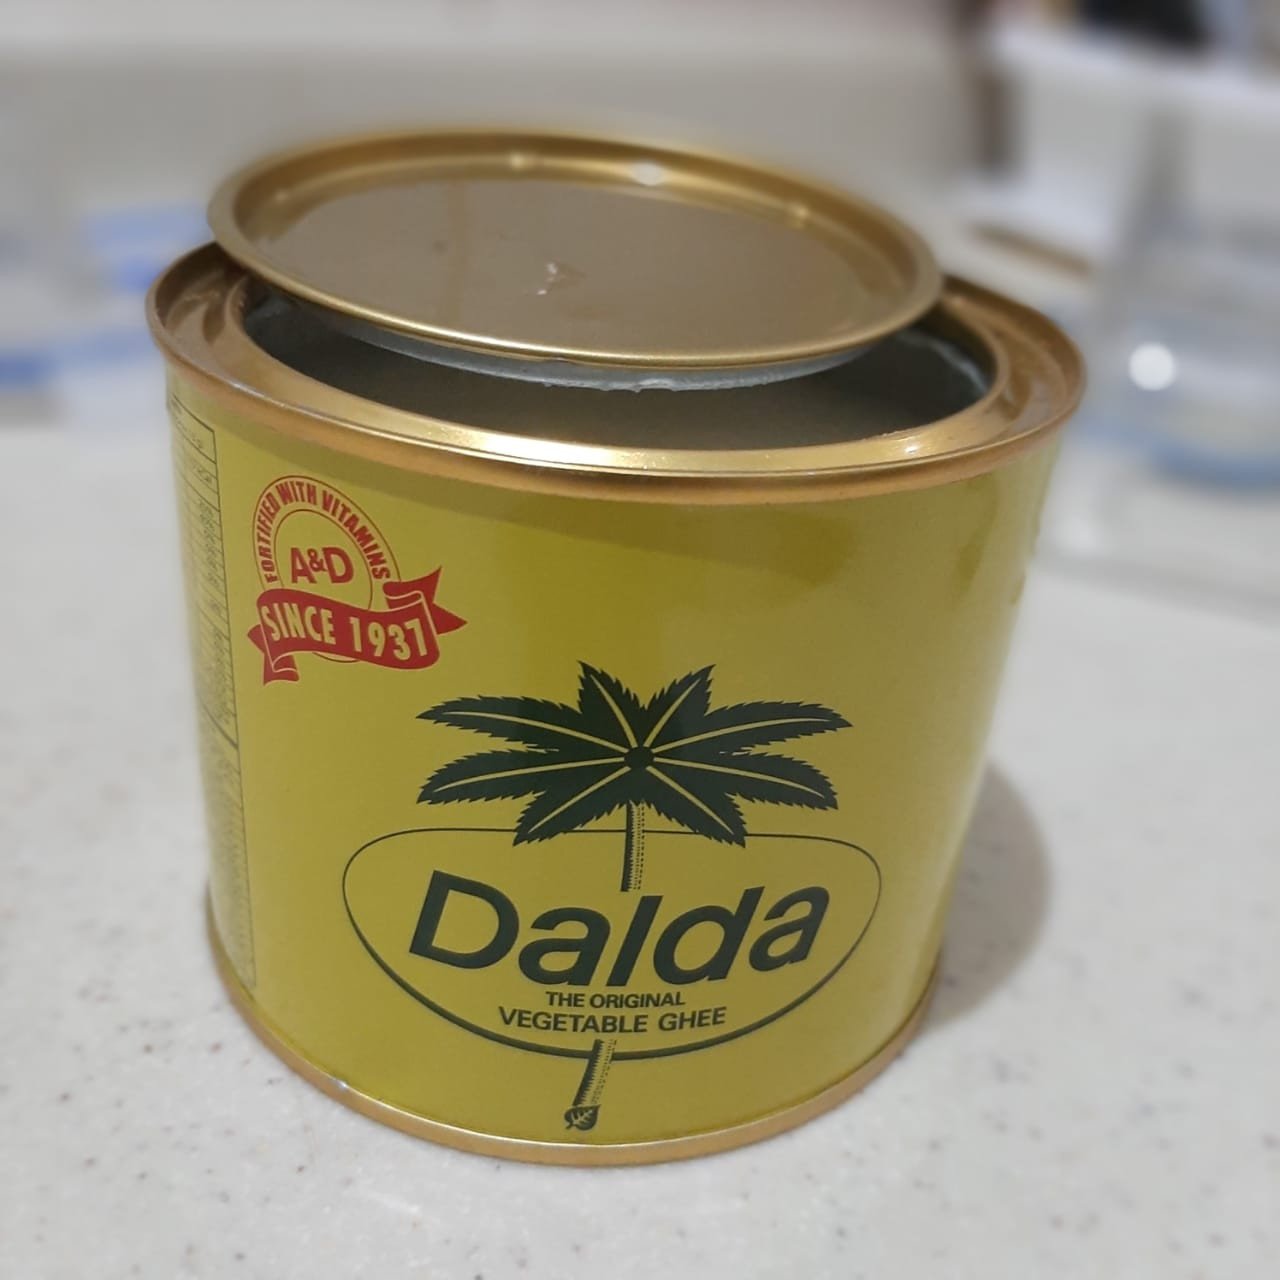 FORTIFIED WITH VITAMINS
A&D
SINCE 1937
Dalda
THE ORIGINAL
VEGETABLE GHEE